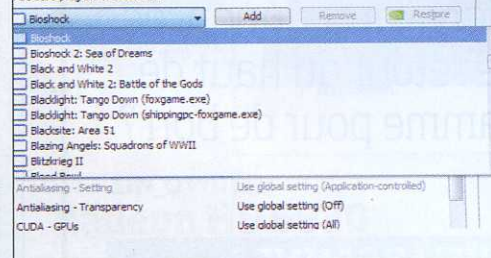 Bioshock
Add
Remove
Restore
Bioshock
Bioshock 2: Sea of Dreams
Black and White 2
Black and White 2: Battle of the Gods
Blacklight: Tango Down (foxgame.exe)
Blacklight: Tango Down (shippingpc-foxgame.exe)
Blacksite: Area 51
Blazing Angels: Squadrons of WWII
Blitzkrieg II
Blood Bowl
Antialiasing - Setting Use global setting (Application-controlled)
Antialiasing - Transparency Use global setting (Off)
CUDA - GPUs Use global setting (All)